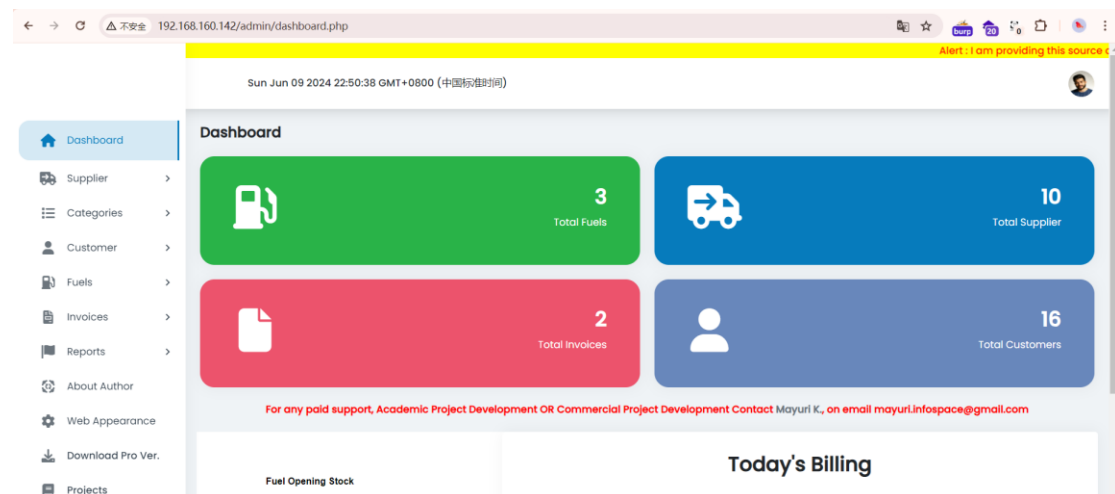 不安全 192.168.160.142/admin/dashboard.php
burp 20 0
Alert : I am providing this source
Sun Jun 09 2024 22:50:38 GMT+0800 (中国标准时间)
Dashboard
Dashboard
3
Total Fuels
10
Total Supplier
2
Total Invoices
16
Total Customers
Supplier
Categories
Customer
Fuels
Invoices
Reports
About Author
Web Appearance
Download Pro Ver.
Projects
For any paid support, Academic Project Development OR Commercial Project Development Contact Mayuri K., on email mayuri.infospace@gmail.com
Fuel Opening Stock
Today's Billing